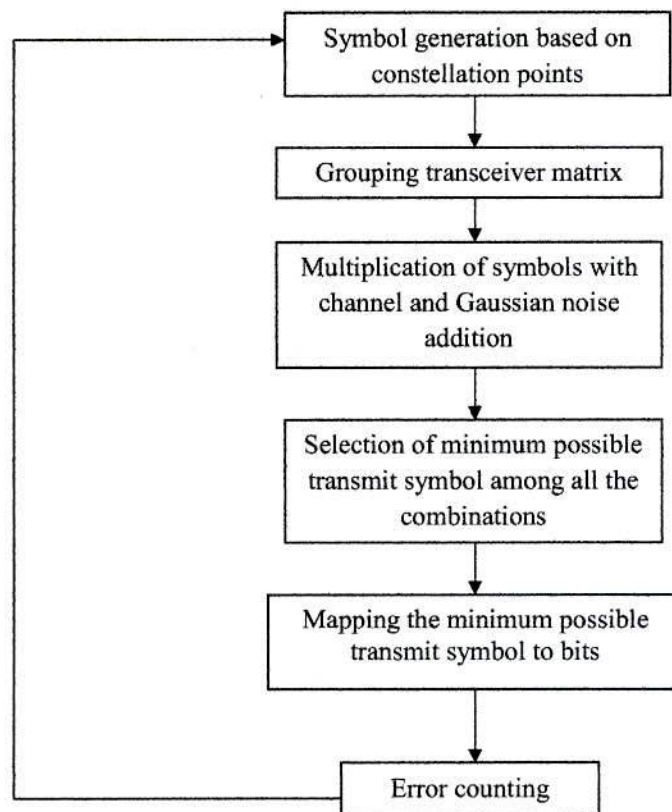 Symbol generation based on
constellation points
Grouping transceiver matrix
Multiplication of symbols with
channel and Gaussian noise
addition
Selection of minimum possible
transmit symbol among all the
combinations
Mapping the minimum possible
transmit symbol to bits
Error counting